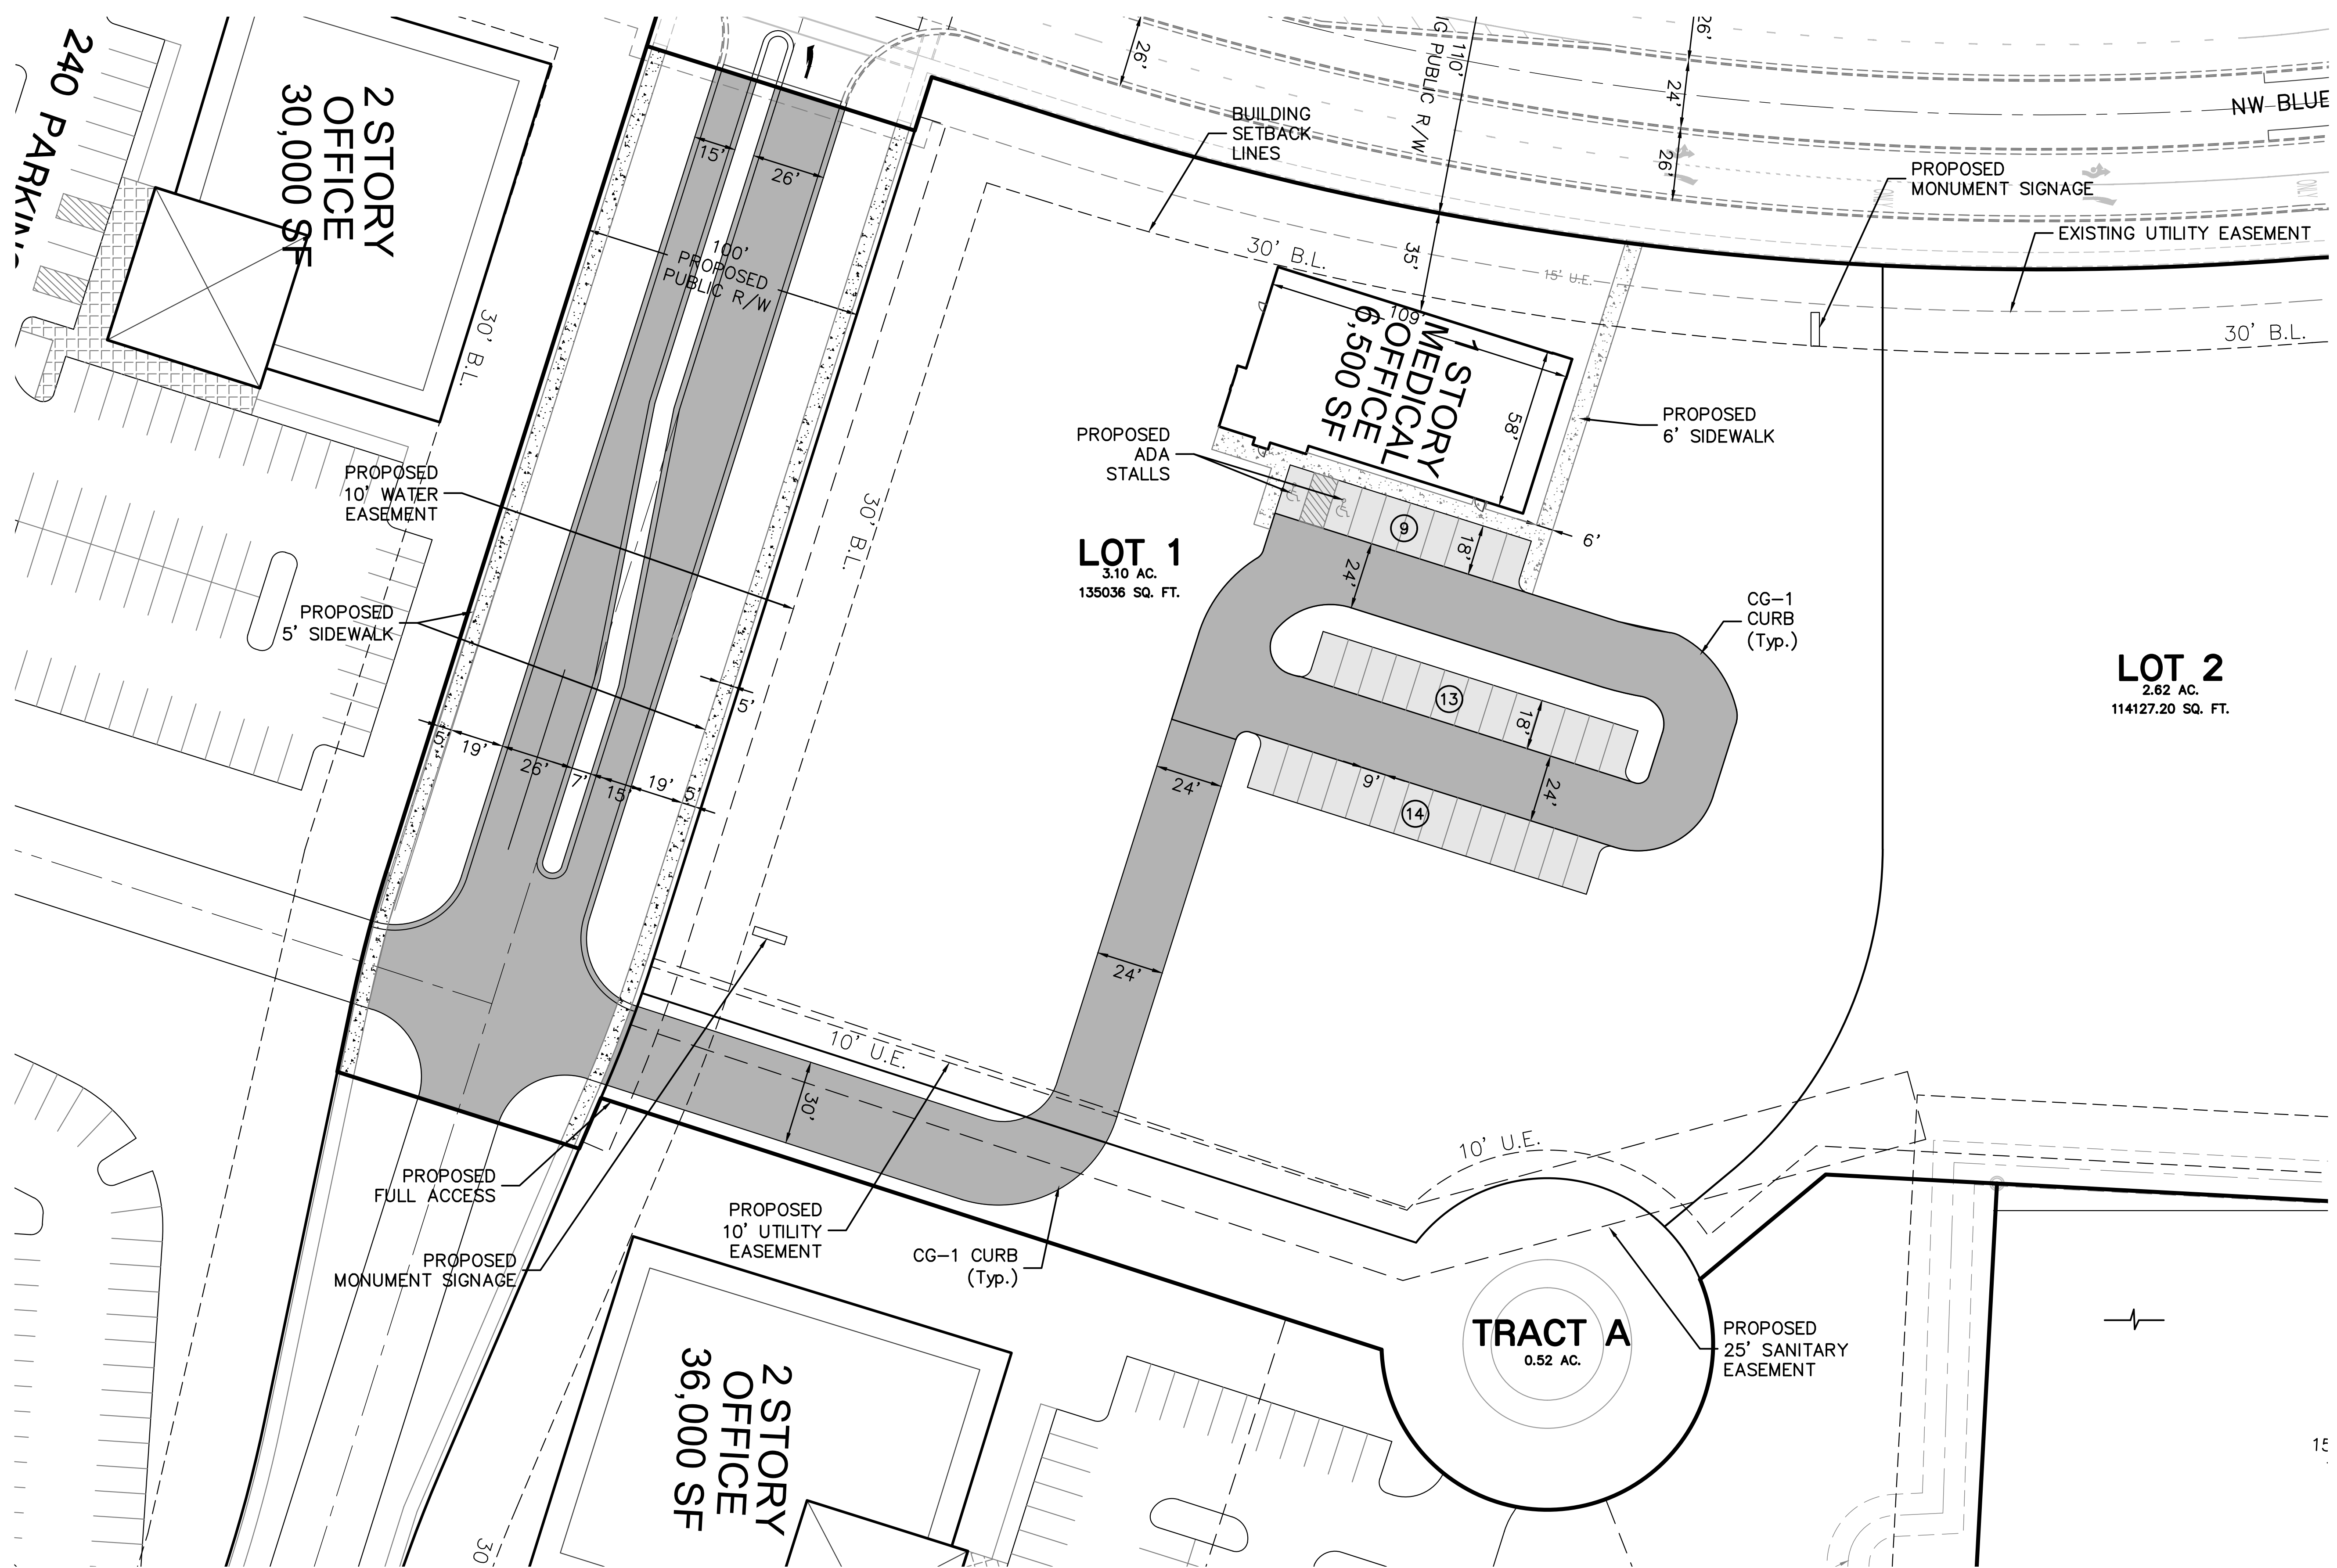 240 PARKING
2 STORY
OFFICE
30,000 SF
30' B.L.
15'
26'
100'
PROPOSED
PUBLIC R/W
26'
110'
PUBLIC R/W
26'
24'
26'
NW BLUE
BUILDING
SETBACK
LINES
PROPOSED
MONUMENT SIGNAGE
EXISTING UTILITY EASEMENT
30' B.L.
35'
15' U.E.
30' B.L.
109'
1 STORY
MEDICAL
OFFICE
6,500 SF
58'
PROPOSED
6' SIDEWALK
PROPOSED
ADA
STALLS
PROPOSED
10' WATER
EASEMENT
30' B.L.
9
18'
6'
24'
LOT 1
3.10 AC.
135036 SQ. FT.
PROPOSED
5' SIDEWALK
CG-1
CURB
(Typ.)
LOT 2
2.62 AC.
114127.20 SQ. FT.
13
18'
5'
5'
19'
26'
7'
15'
19'
5'
24'
9'
24'
14
24'
10' U.E.
30'
10' U.E.
PROPOSED
FULL ACCESS
PROPOSED
10' UTILITY
EASEMENT
PROPOSED
MONUMENT SIGNAGE
CG-1 CURB
(Typ.)
TRACT A
0.52 AC.
PROPOSED
25' SANITARY
EASEMENT
2 STORY
OFFICE
36,000 SF
30'
15'